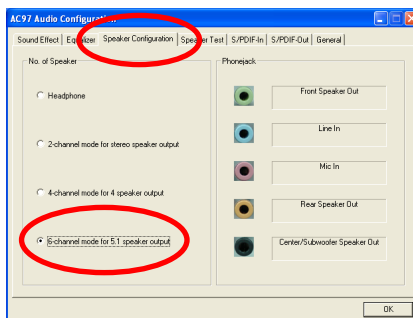 AC97 Audio Configuration
Sound Effect Equalizer Speaker Configuration Speaker Test S/PDIF-In S/PDIF-Out General
No. of Speaker
Headphone
2-channel mode for stereo speaker output
4-channel mode for 4 speaker output
6-channel mode for 5.1 speaker output
Phonejack
Front Speaker Out
Line In
Mic In
Rear Speaker Out
Center/Subwoofer Speaker Out
OK